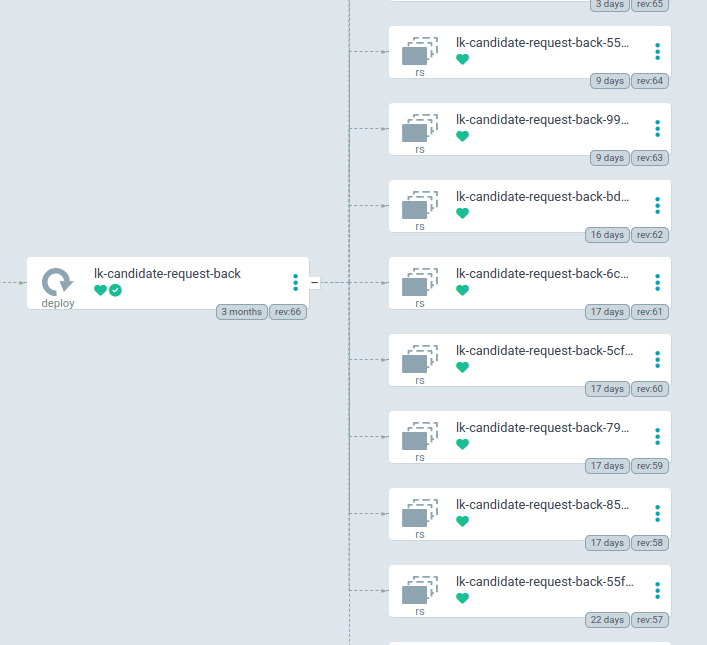 3 days rev:65
lk-candidate-request-back-55...
rs
9 days rev:64
lk-candidate-request-back-99...
rs
9 days rev:63
lk-candidate-request-back-bd...
rs
16 days rev:62
lk-candidate-request-back
deploy
3 months rev:66
lk-candidate-request-back-6c...
rs
17 days rev:61
lk-candidate-request-back-5cf...
rs
17 days rev:60
lk-candidate-request-back-79...
rs
17 days rev:59
lk-candidate-request-back-85...
rs
17 days rev:58
lk-candidate-request-back-55f...
rs
22 days rev:57